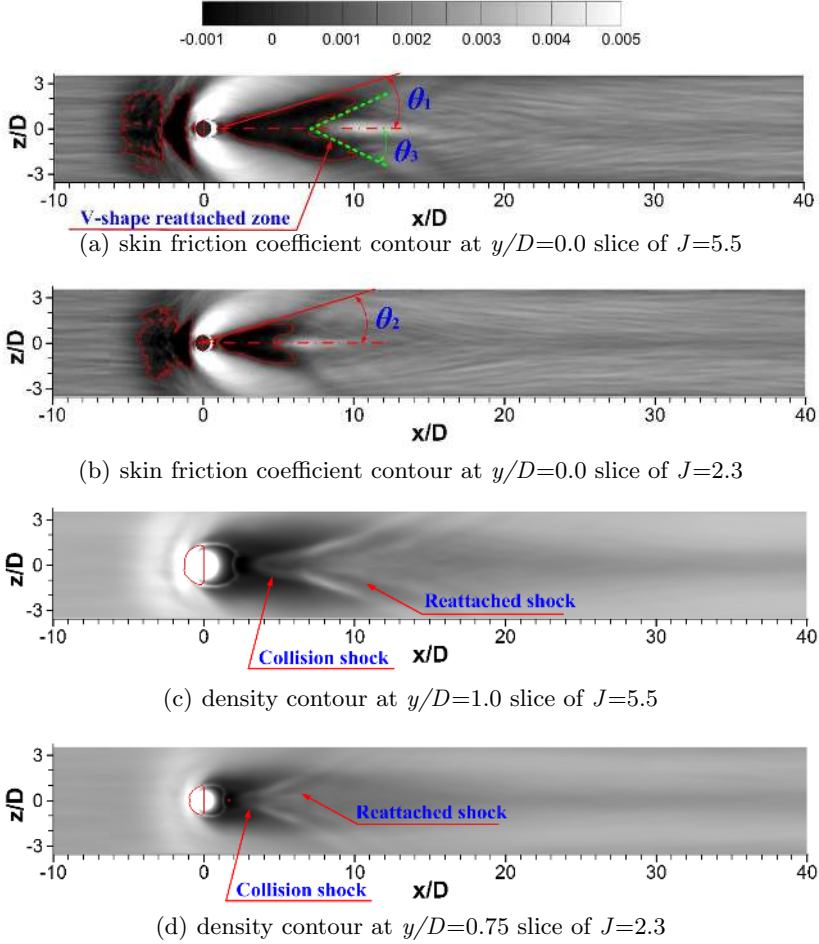 -0.001 0 0.001 0.002 0.003 0.004 0.005
z/D
3
0
-3
θ1
θ3
-10 0 10 20 30 40
V-shape reattached zone
x/D
(a) skin friction coefficient contour at y/D=0.0 slice of J=5.5
z/D
3
0
-3
θ2
-10 0 10 20 30 40
x/D
(b) skin friction coefficient contour at y/D=0.0 slice of J=2.3
z/D
3
0
-3
Reattached shock
-10 0 10 20 30 40
Collision shock
x/D
(c) density contour at y/D=1.0 slice of J=5.5
z/D
3
0
-3
Reattached shock
-10 0 10 20 30 40
Collision shock
x/D
(d) density contour at y/D=0.75 slice of J=2.3